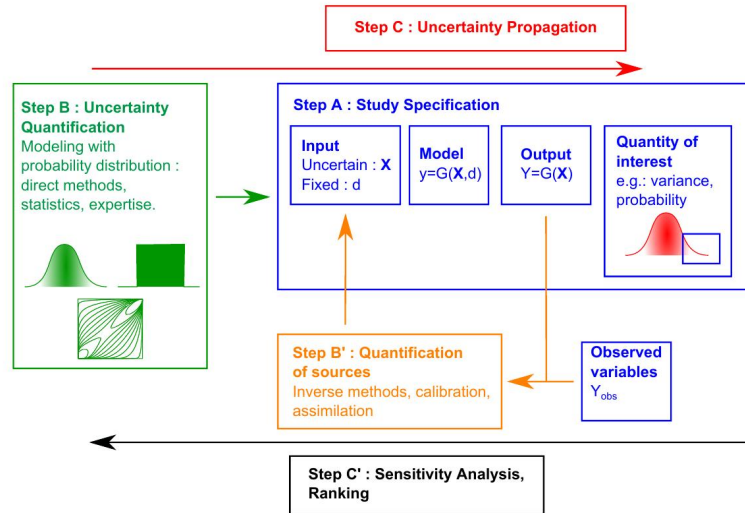 Step C : Uncertainty Propagation
Step B : Uncertainty
Quantification
Modeling with
probability distribution :
direct methods,
statistics, expertise.
Step A : Study Specification
Input
Uncertain : X
Fixed : d
Model
y=G(X,d)
Output
Y=G(X)
Quantity of
interest
e.g.: variance,
probability
Step B' : Quantification
of sources
Inverse methods, calibration,
assimilation
Observed
variables
Yobs
Step C' : Sensitivity Analysis,
Ranking